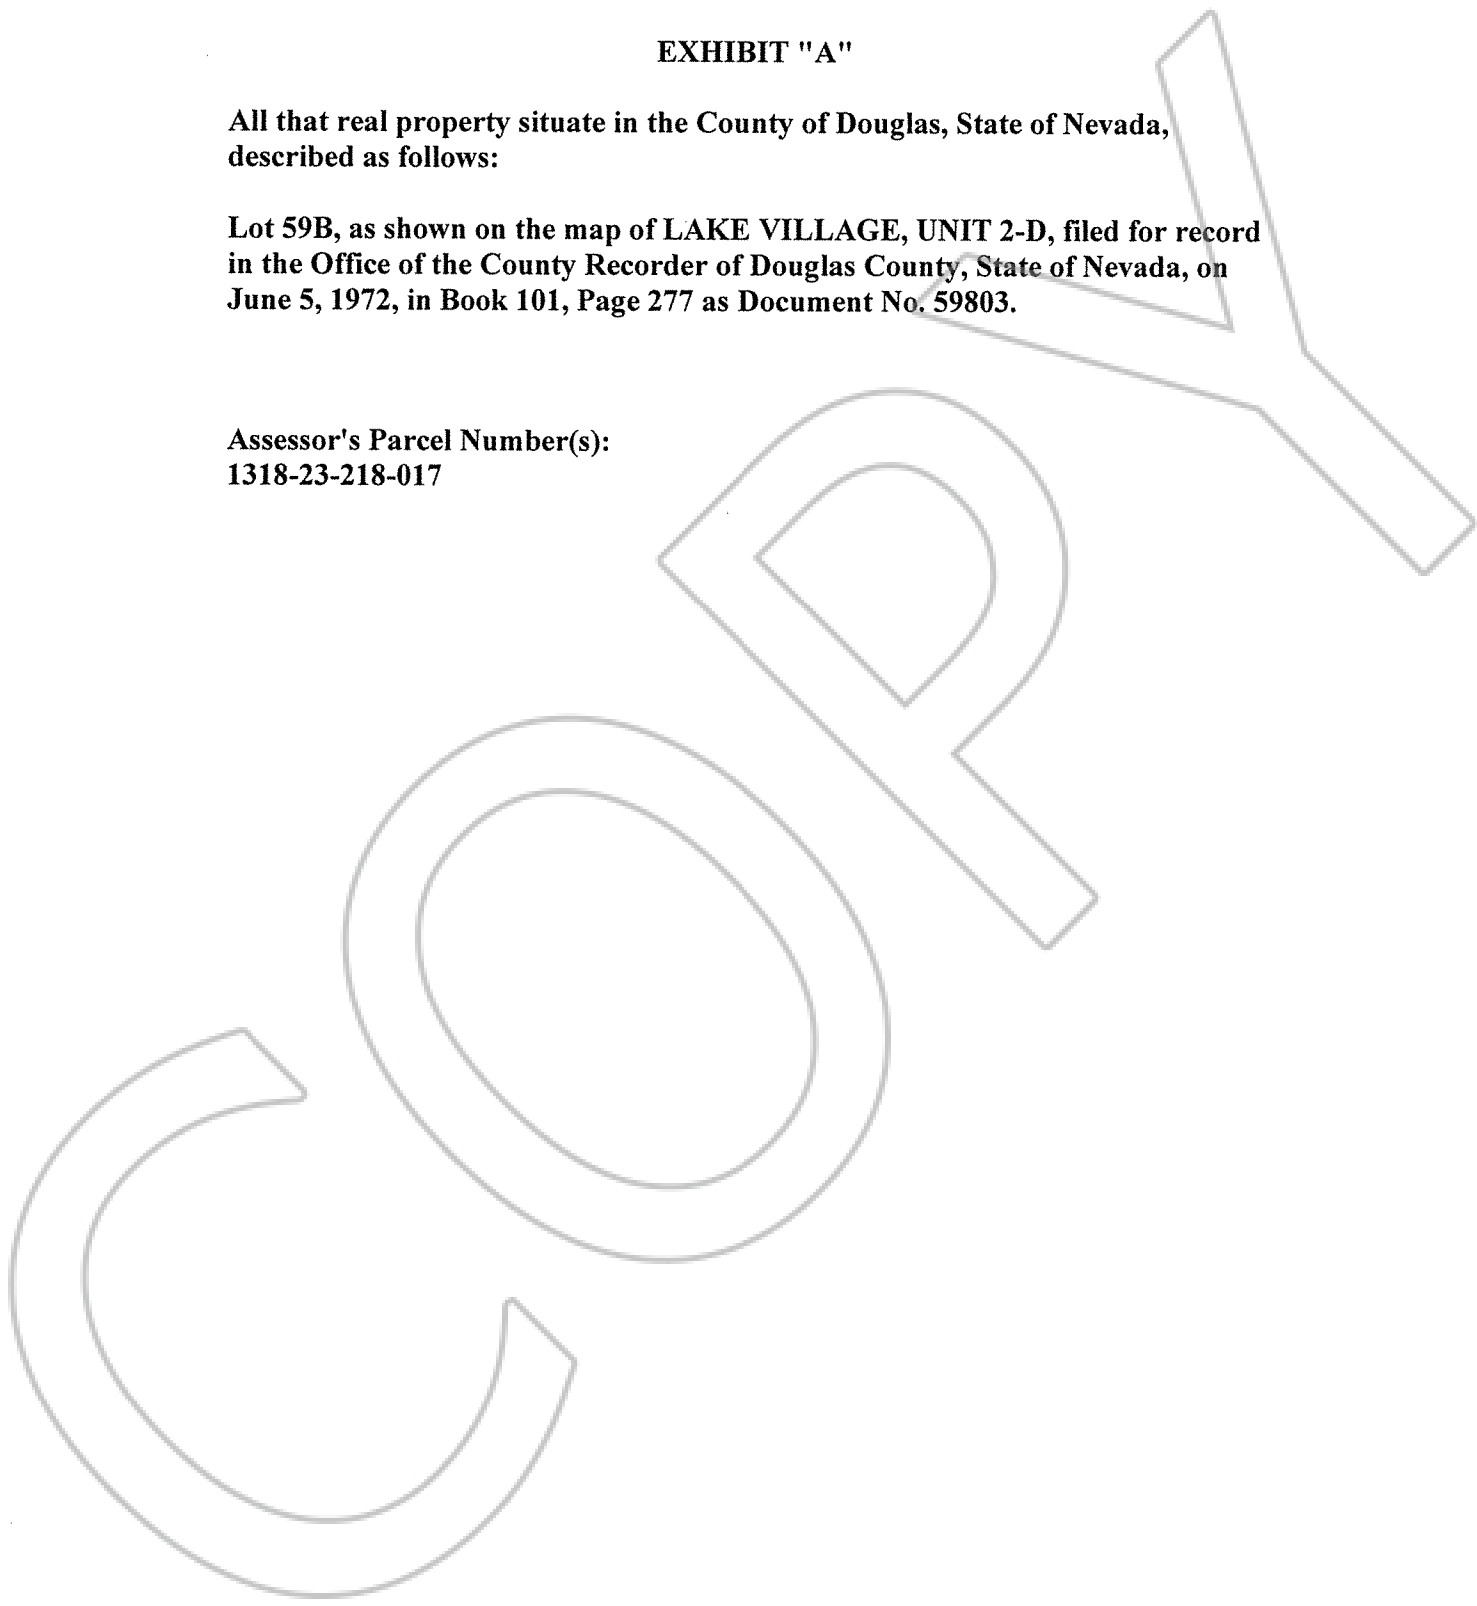 EXHIBIT "A"
All that real property situate in the County of Douglas, State of Nevada,
described as follows:
Lot 59B, as shown on the map of LAKE VILLAGE, UNIT 2-D, filed for record
in the Office of the County Recorder of Douglas County, State of Nevada, on
June 5, 1972, in Book 101, Page 277 as Document No. 59803.
Assessor's Parcel Number(s):
1318-23-218-017
COPY